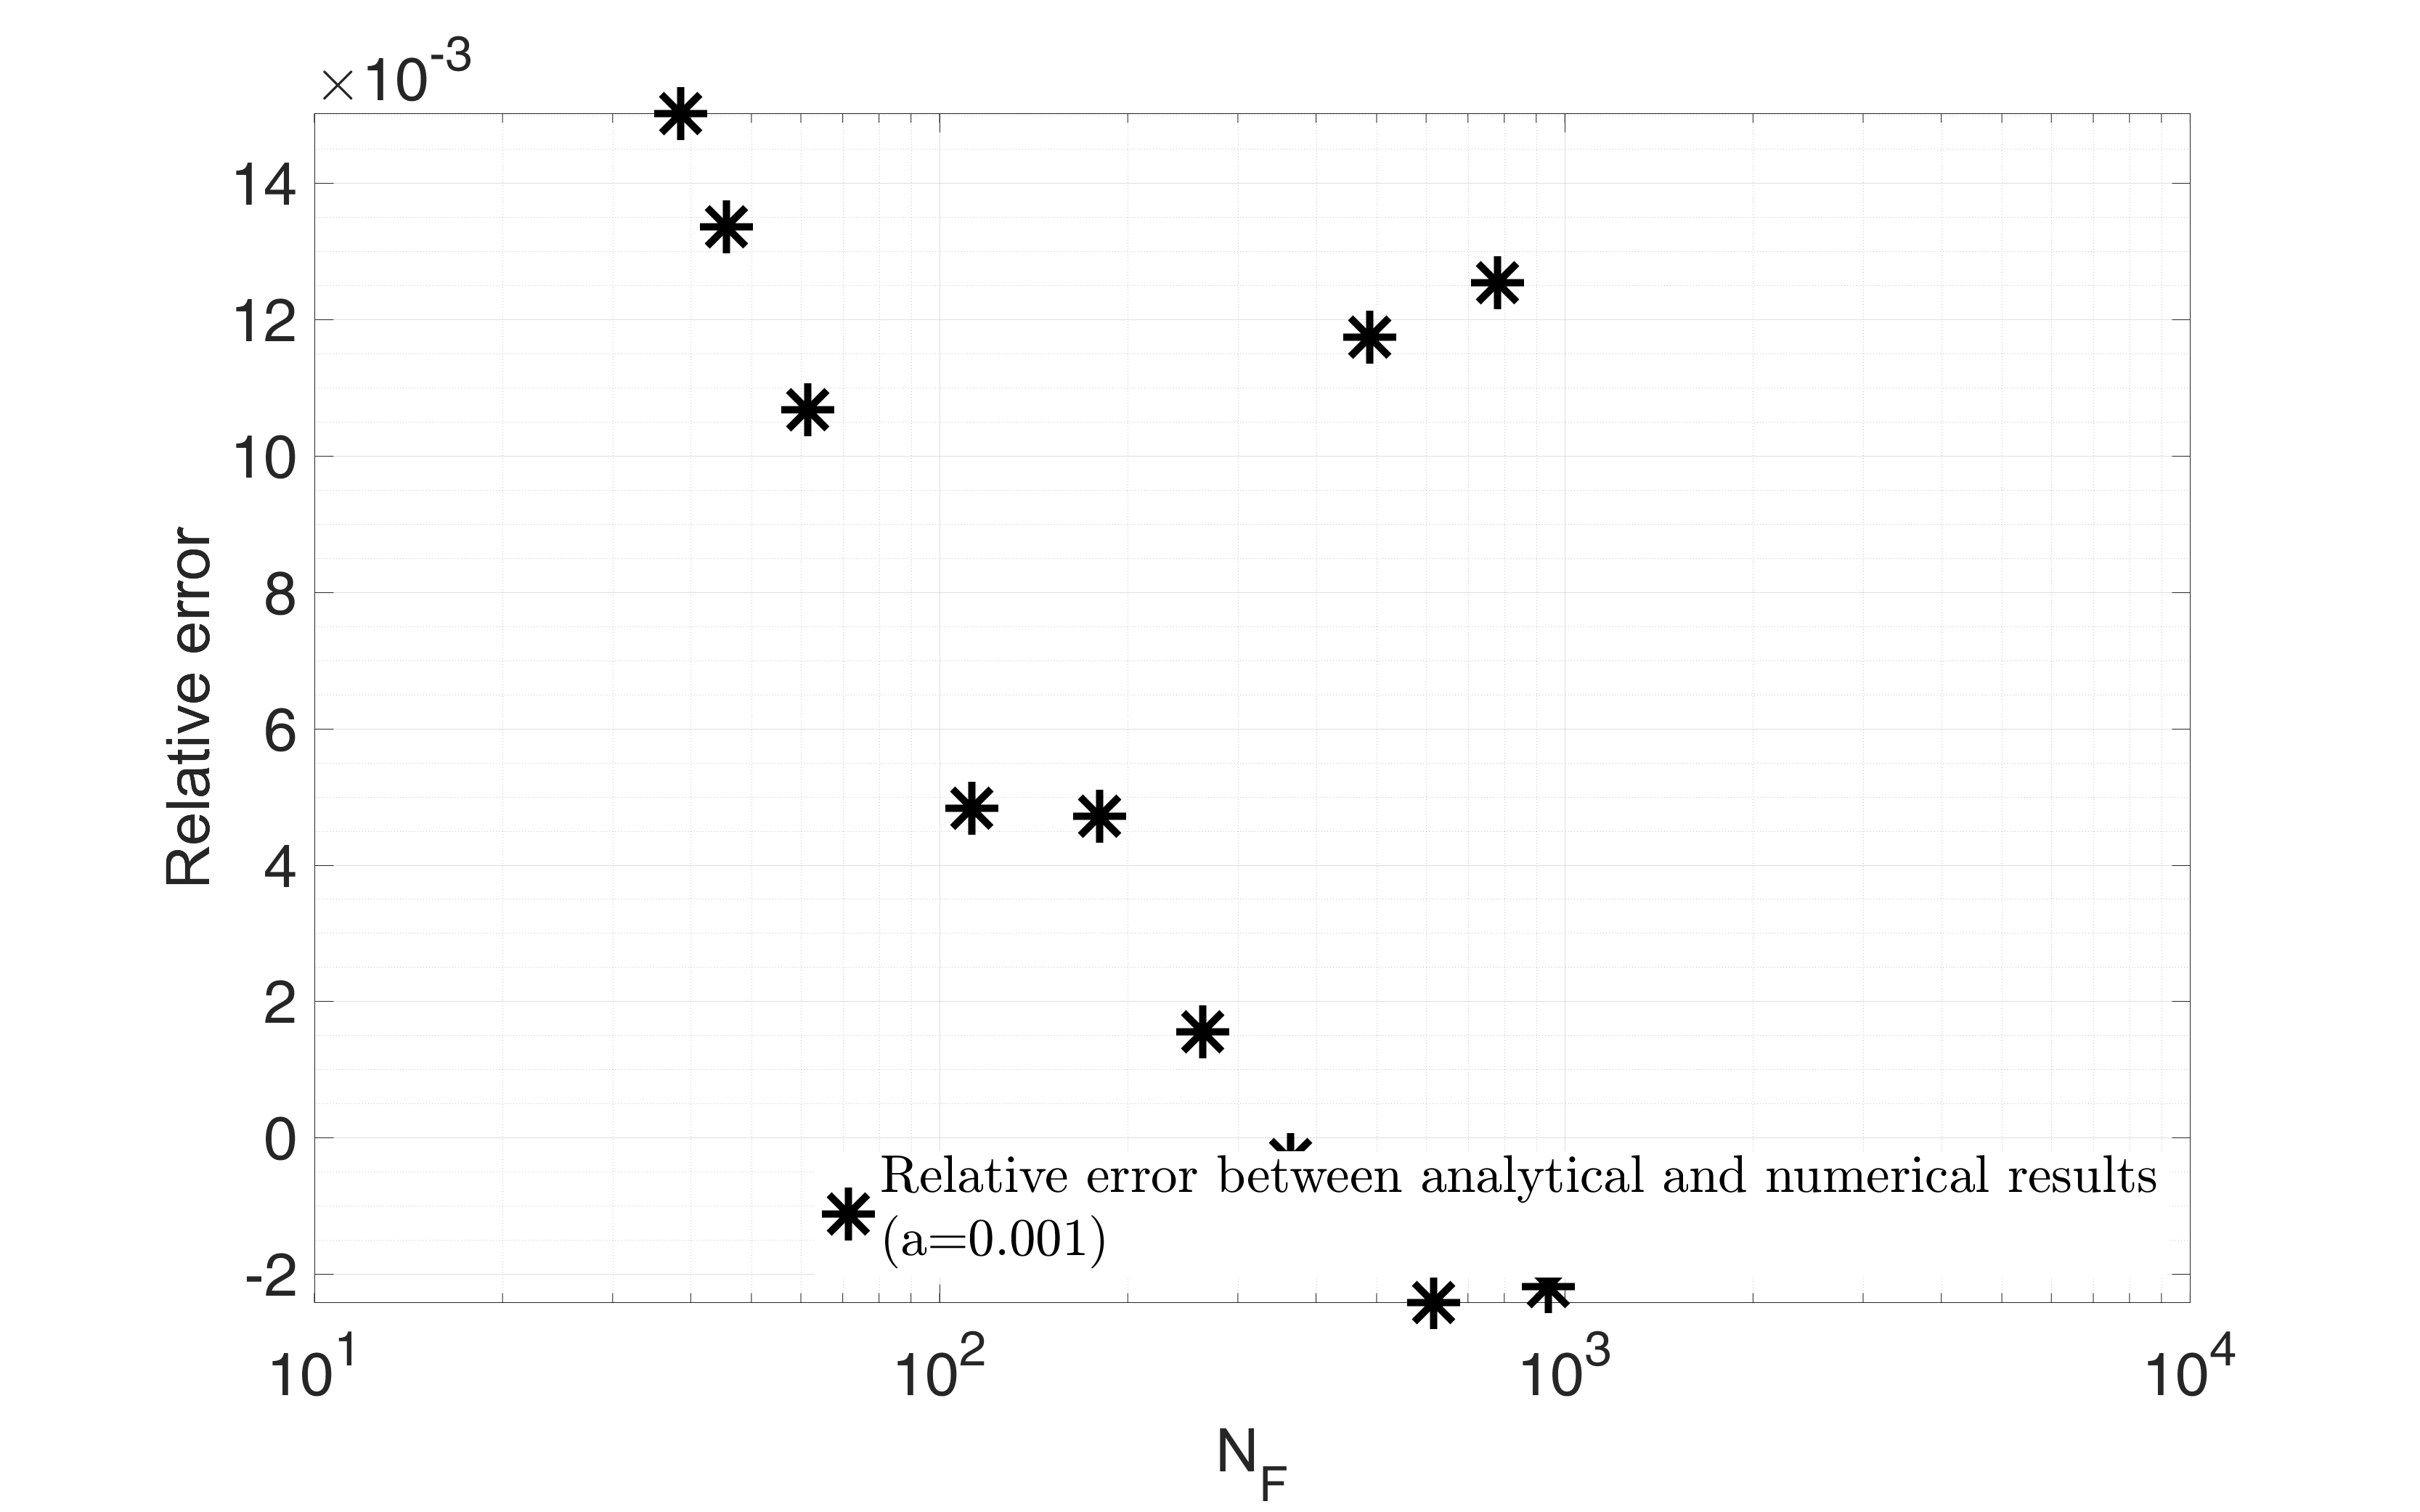 ×10-3
14
12
10
8
6
4
2
0
-2
Relative error
Relative error between analytical and numerical results
(a=0.001)
101 102 103 104
NF